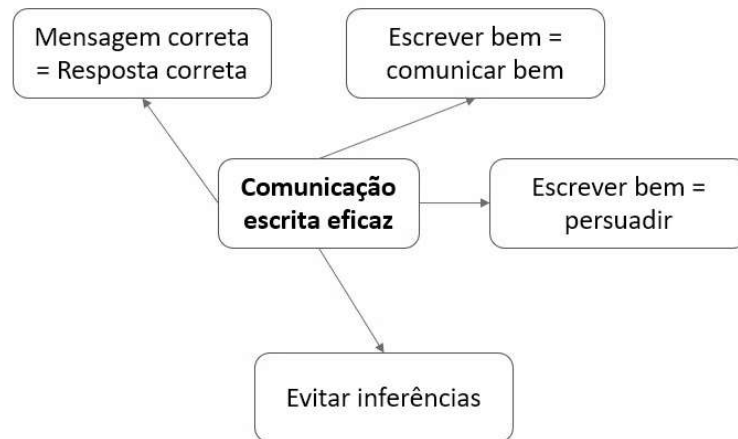 Mensagem correta
= Resposta correta
Escrever bem =
comunicar bem
Comunicação
escrita eficaz
Escrever bem =
persuadir
Evitar inferências